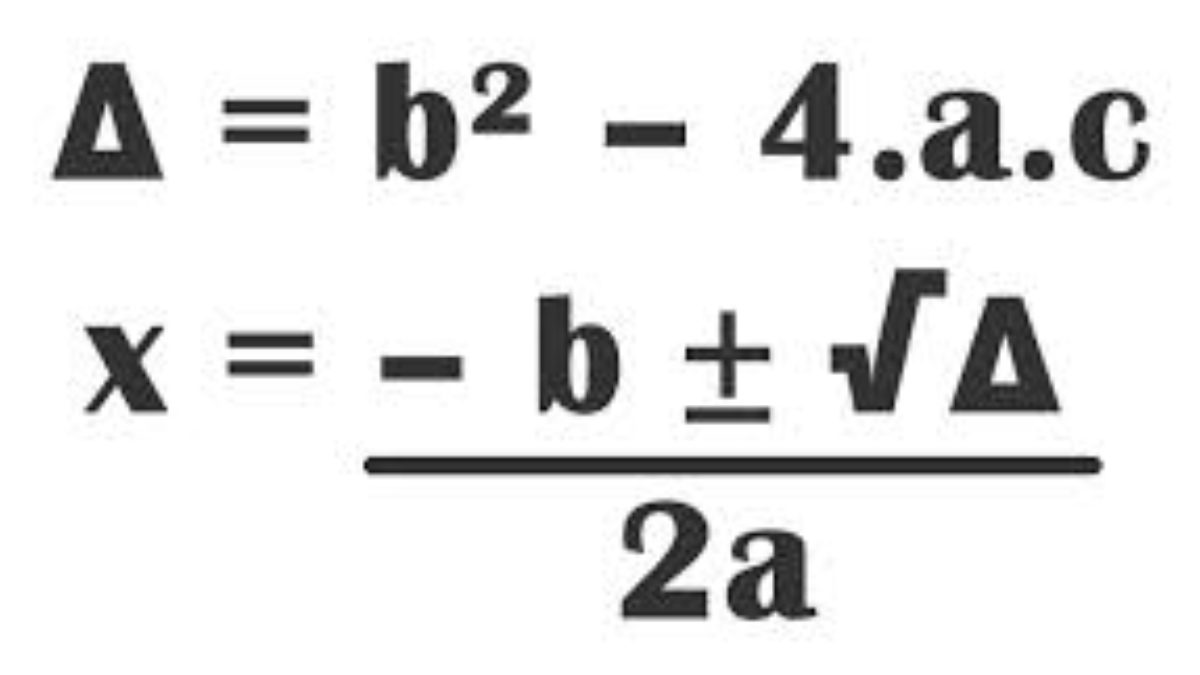 Δ = b² – 4.a.c
x = – b ± √Δ
2a